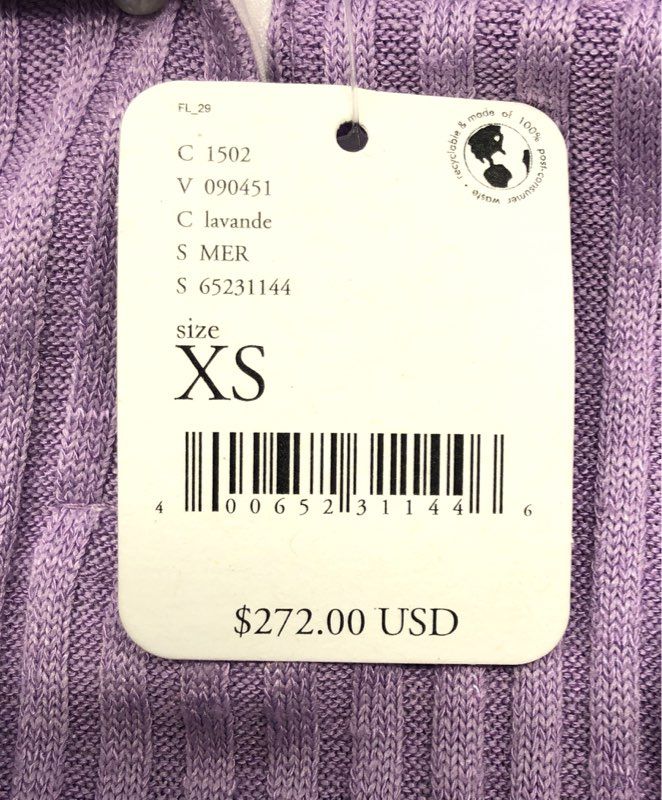 FL_29
recyclable & made of 100% post-consumer waste •
C 1502
V 090451
C lavande
S MER
S 65231144
size
XS
4 00652 31144 6
$272.00 USD